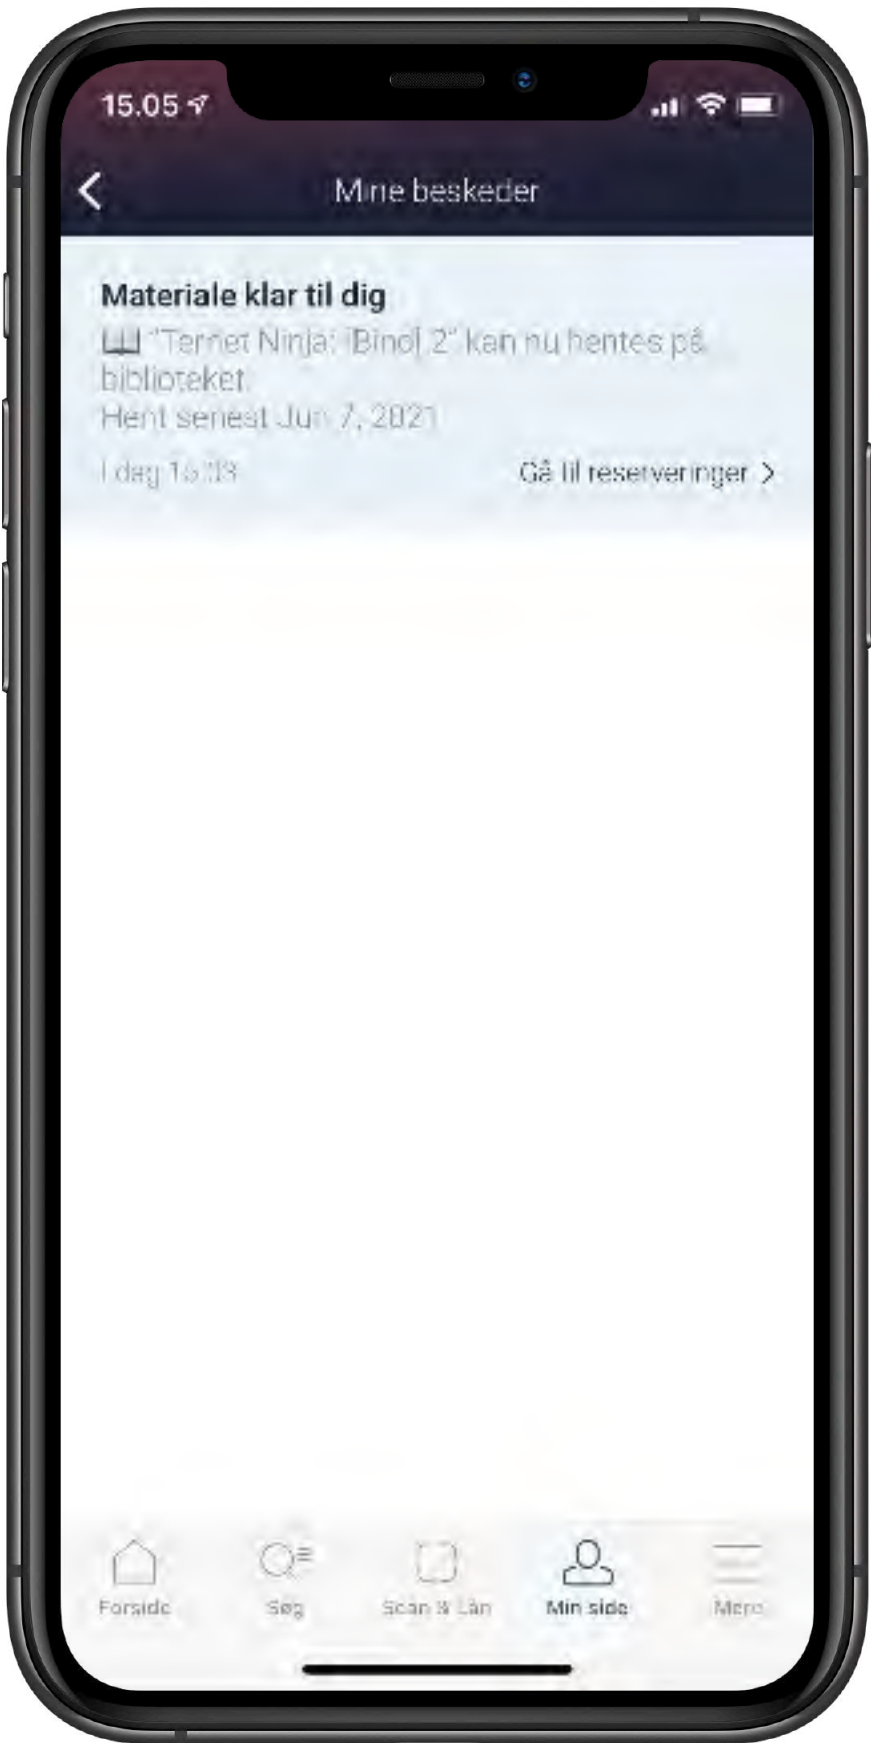 15.05
Mine beskeder
Materiale klar til dig
"Ternet Ninja: [Bind] 2" kan nu hentes på
biblioteket.
Hent senest Jun 7, 2021
I dag Gå til reserveringer
Forside Søg Scan & Lån Min side Mere